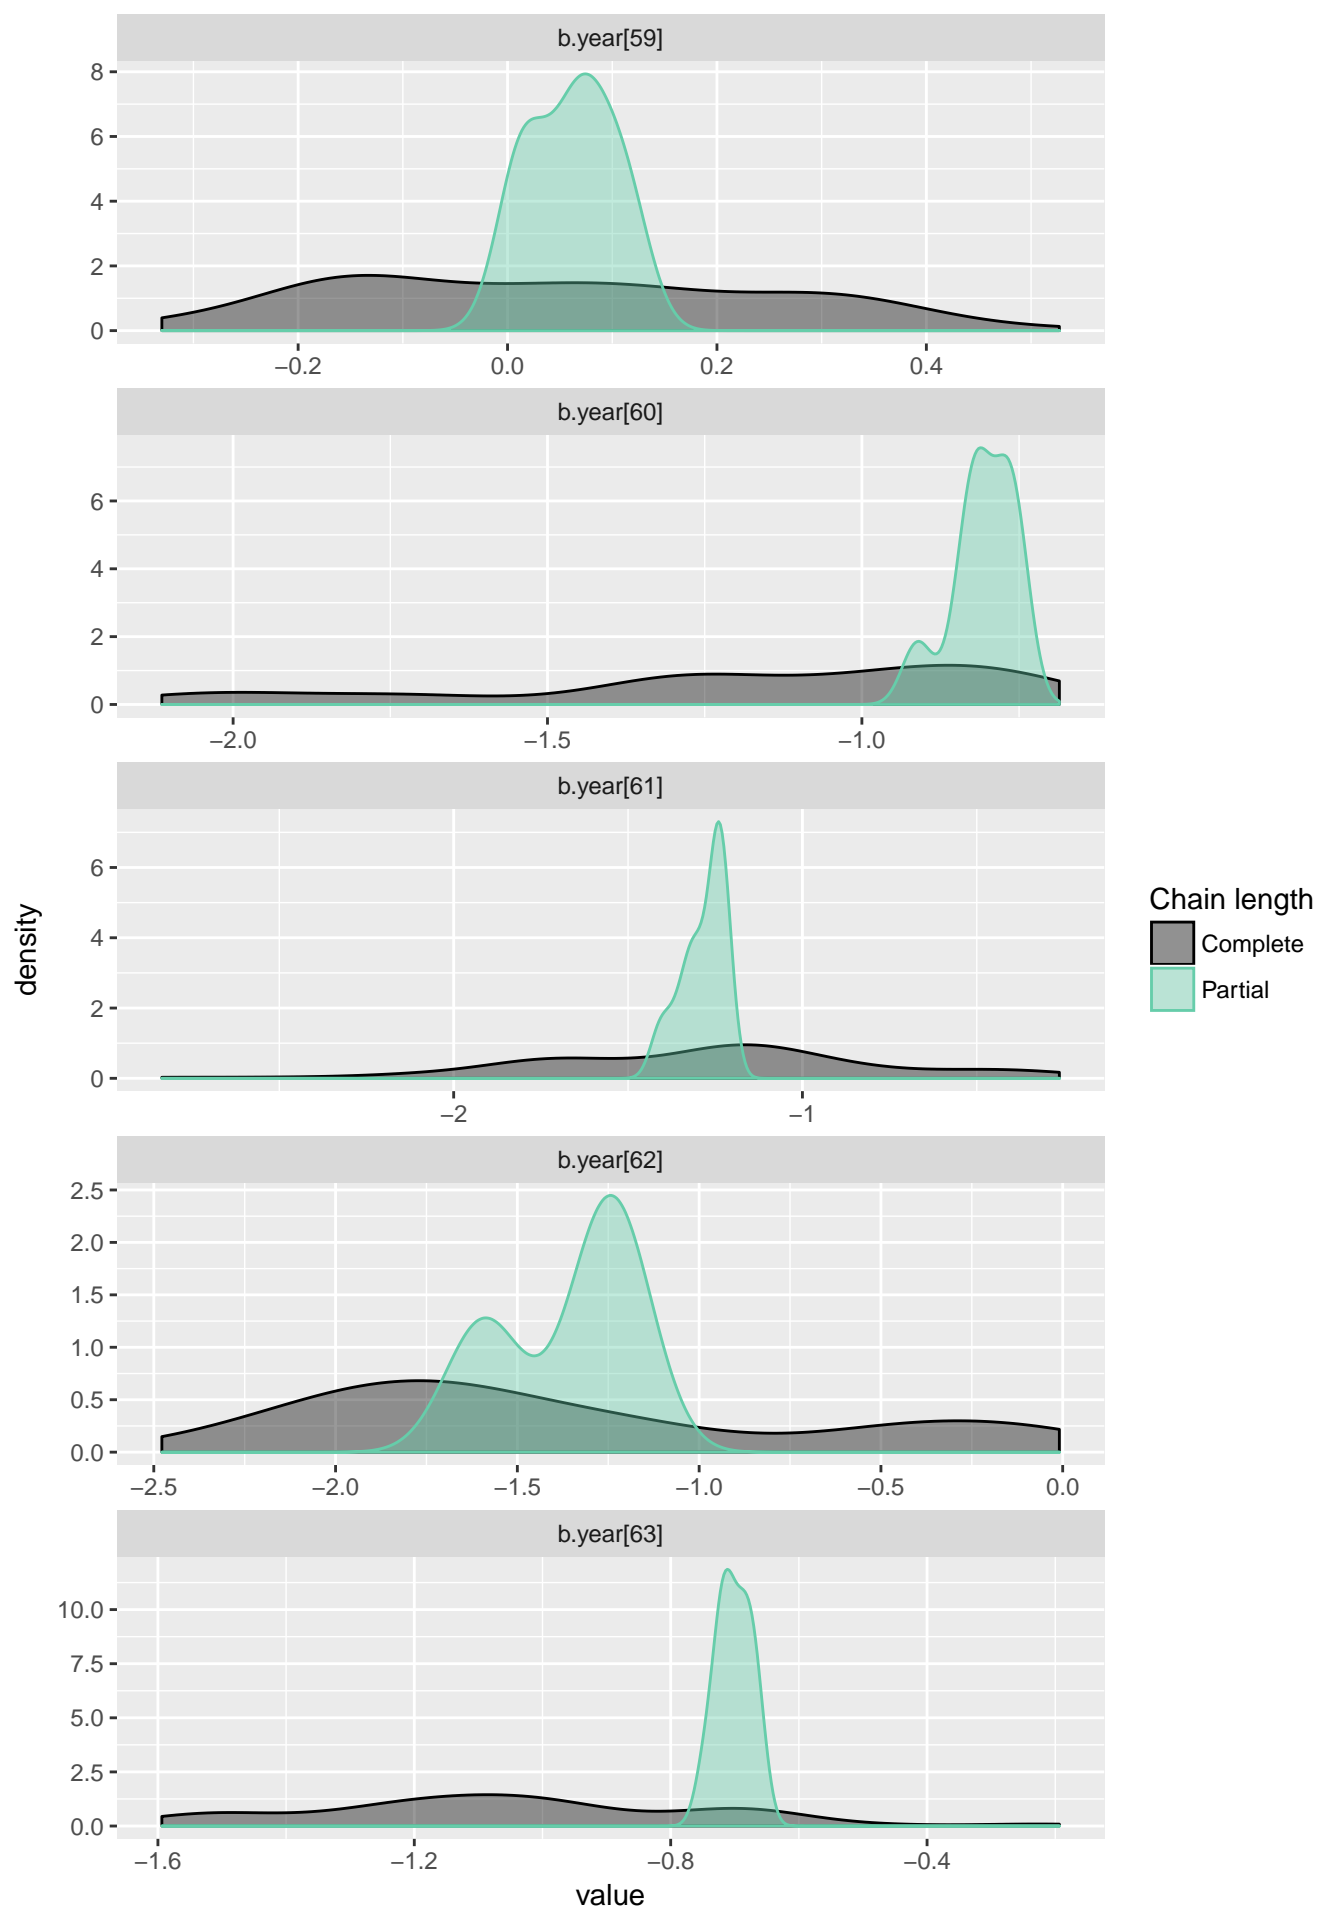 b.year[59]
8
6
4
2
0
−0.2 0.0 0.2 0.4
b.year[60]
6
4
2
0
−2.0 −1.5 −1.0
b.year[61]
6
4
2
0
−2 −1
b.year[62]
2.5
2.0
1.5
1.0
0.5
0.0
−2.5 −2.0 −1.5 −1.0 −0.5 0.0
b.year[63]
10.0
7.5
5.0
2.5
0.0
−1.6 −1.2 −0.8 −0.4
value
density
Chain length
Complete
Partial